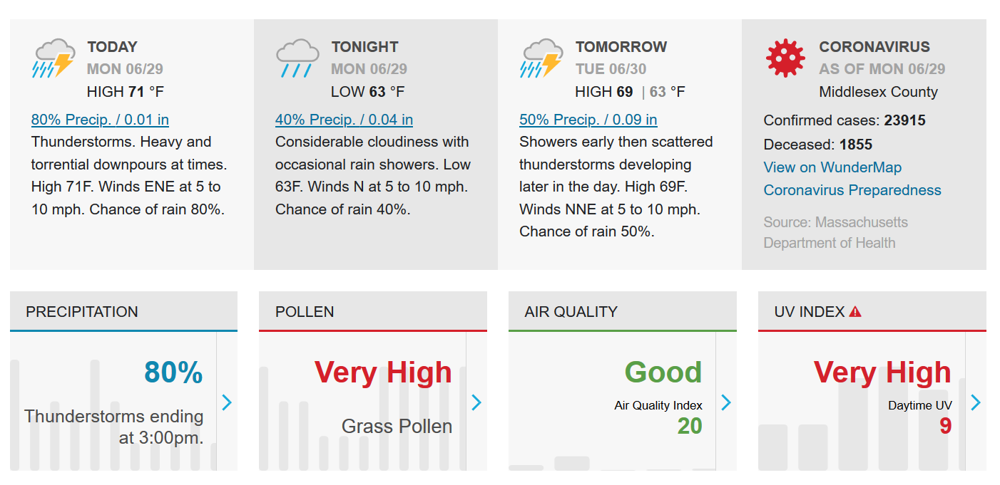 TODAY
MON 06/29
HIGH 71 °F
80% Precip. / 0.01 in
Thunderstorms. Heavy and
torrential downpours at times.
High 71F. Winds ENE at 5 to
10 mph. Chance of rain 80%.
TONIGHT
MON 06/29
LOW 63 °F
40% Precip. / 0.04 in
Considerable cloudiness with
occasional rain showers. Low
63F. Winds N at 5 to 10 mph.
Chance of rain 40%.
TOMORROW
TUE 06/30
HIGH 69 | 63 °F
50% Precip. / 0.09 in
Showers early then scattered
thunderstorms developing
later in the day. High 69F.
Winds NNE at 5 to 10 mph.
Chance of rain 50%.
CORONAVIRUS
AS OF MON 06/29
Middlesex County
Confirmed cases: 23915
Deceased: 1855
View on WunderMap
Coronavirus Preparedness
Source: Massachusetts
Department of Health
PRECIPITATION
80%
Thunderstorms ending
at 3:00pm.
POLLEN
Very High
Grass Pollen
AIR QUALITY
Good
Air Quality Index
20
UV INDEX
Very High
Daytime UV
9